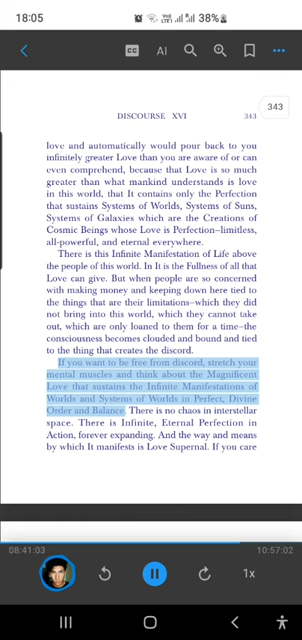 18:05
38%
CC
AI
343
DISCOURSE XVI 343
love and automatically would pour back to you
infinitely greater Love than you are aware of or can
even comprehend, because that Love is so much
greater than what mankind understands is love
in this world, that It contains only the Perfection
that sustains Systems of Worlds, Systems of Suns,
Systems of Galaxies which are the Creations of
Cosmic Beings whose Love is Perfection–limitless,
all-powerful, and eternal everywhere.
There is this Infinite Manifestation of Life above
the people of this world. In It is the Fullness of all that
Love can give. But when people are so concerned
with making money and keeping down here tied to
the things that are their limitations–which they did
not bring into this world, which they cannot take
out, which are only loaned to them for a time–the
consciousness becomes clouded and bound and tied
to the thing that creates the discord.
If you want to be free from discord, stretch your
mental muscles and think about the Magnificent
Love that sustains the Infinite Manifestations of
Worlds and Systems of Worlds in Perfect, Divine
Order and Balance. There is no chaos in interstellar
space. There is Infinite, Eternal Perfection in
Action, forever expanding. And the way and means
by which It manifests is Love Supernal. If you care
08:41:03 10:57:02
1x